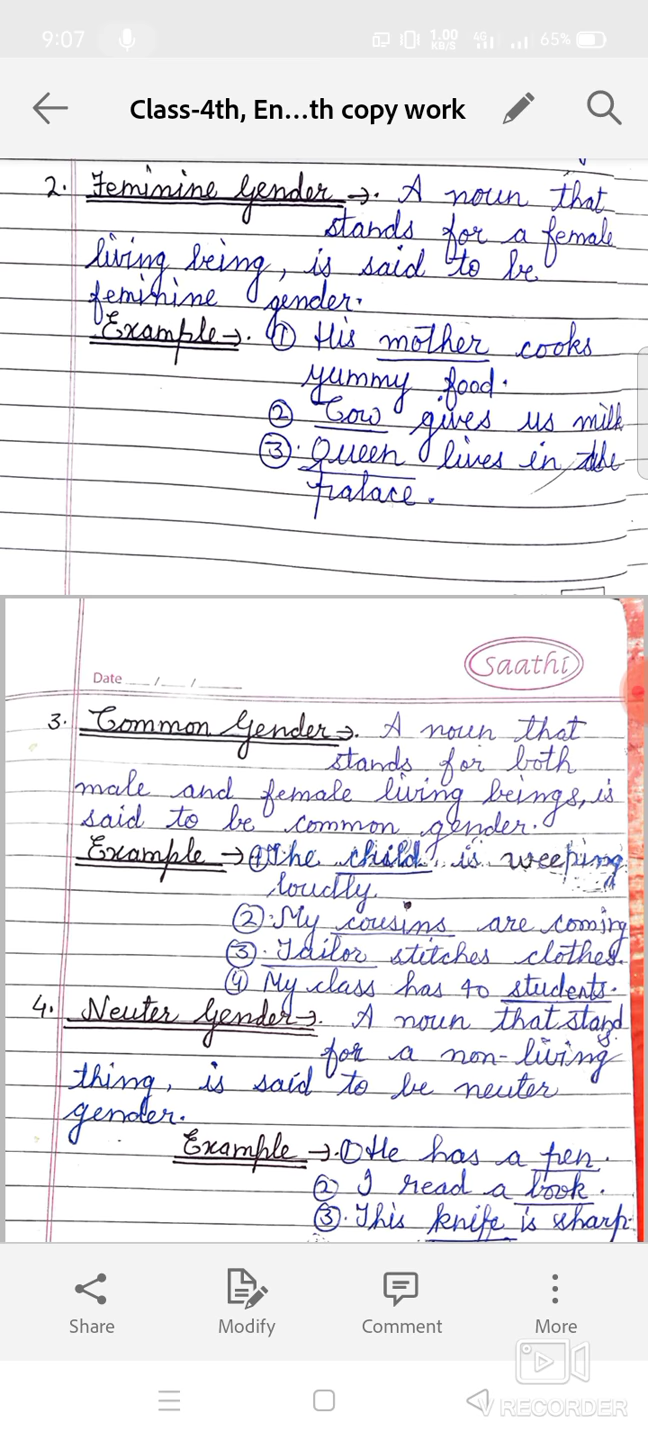 9:07 1.00 KB/S 4G 65%
Class-4th, En...th copy work
2. Feminine Gender →. A noun that
stands for a female
living being, is said to be
feminine gender.
Example →. ① His mother cooks
yummy food.
② Cow gives us milk
③. Queen lives in the
palace.
Saathi
Date __/__/____
3. Common Gender →. A noun that
stands for both
male and female living beings, is
said to be common gender.
Example → ① The child is weeping
loudly.
②. My cousins are coming
③. Tailor stitches clothes.
④ My class has 40 students.
4. Neuter Gender →. A noun that stands
for a non-living
thing, is said to be neuter
gender.
Example →. ① He has a pen.
② I read a book.
③. This knife is sharp.
Share Modify Comment More
V RECORDER